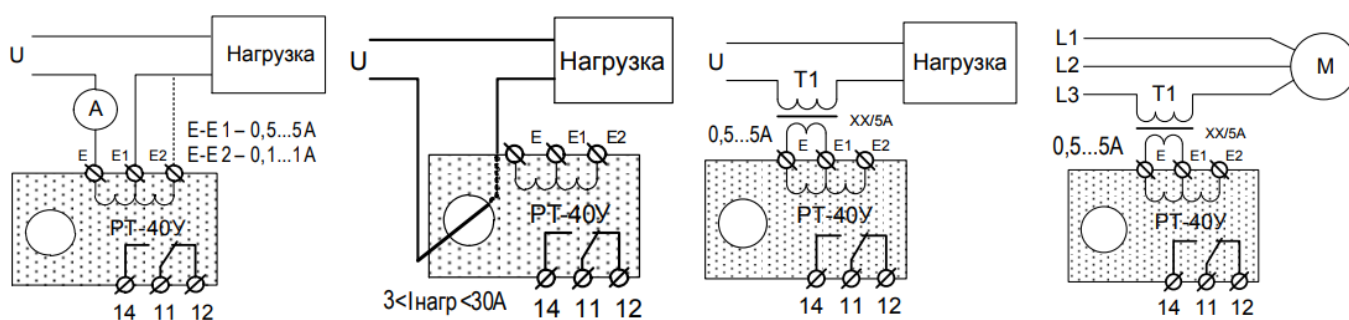 U
Нагрузка
A
E-E1 – 0,5...5A
E-E2 – 0,1...1A
E E1 E2
РТ-40У
14 11 12
U
Нагрузка
E E1 E2
РТ-40У
3<Iнагр<30А
14 11 12
U
Нагрузка
T1
XX/5A
0,5...5A
E E1 E2
РТ-40У
14 11 12
L1
L2
L3
M
T1
XX/5A
0,5...5A
E E1 E2
РТ-40У
14 11 12